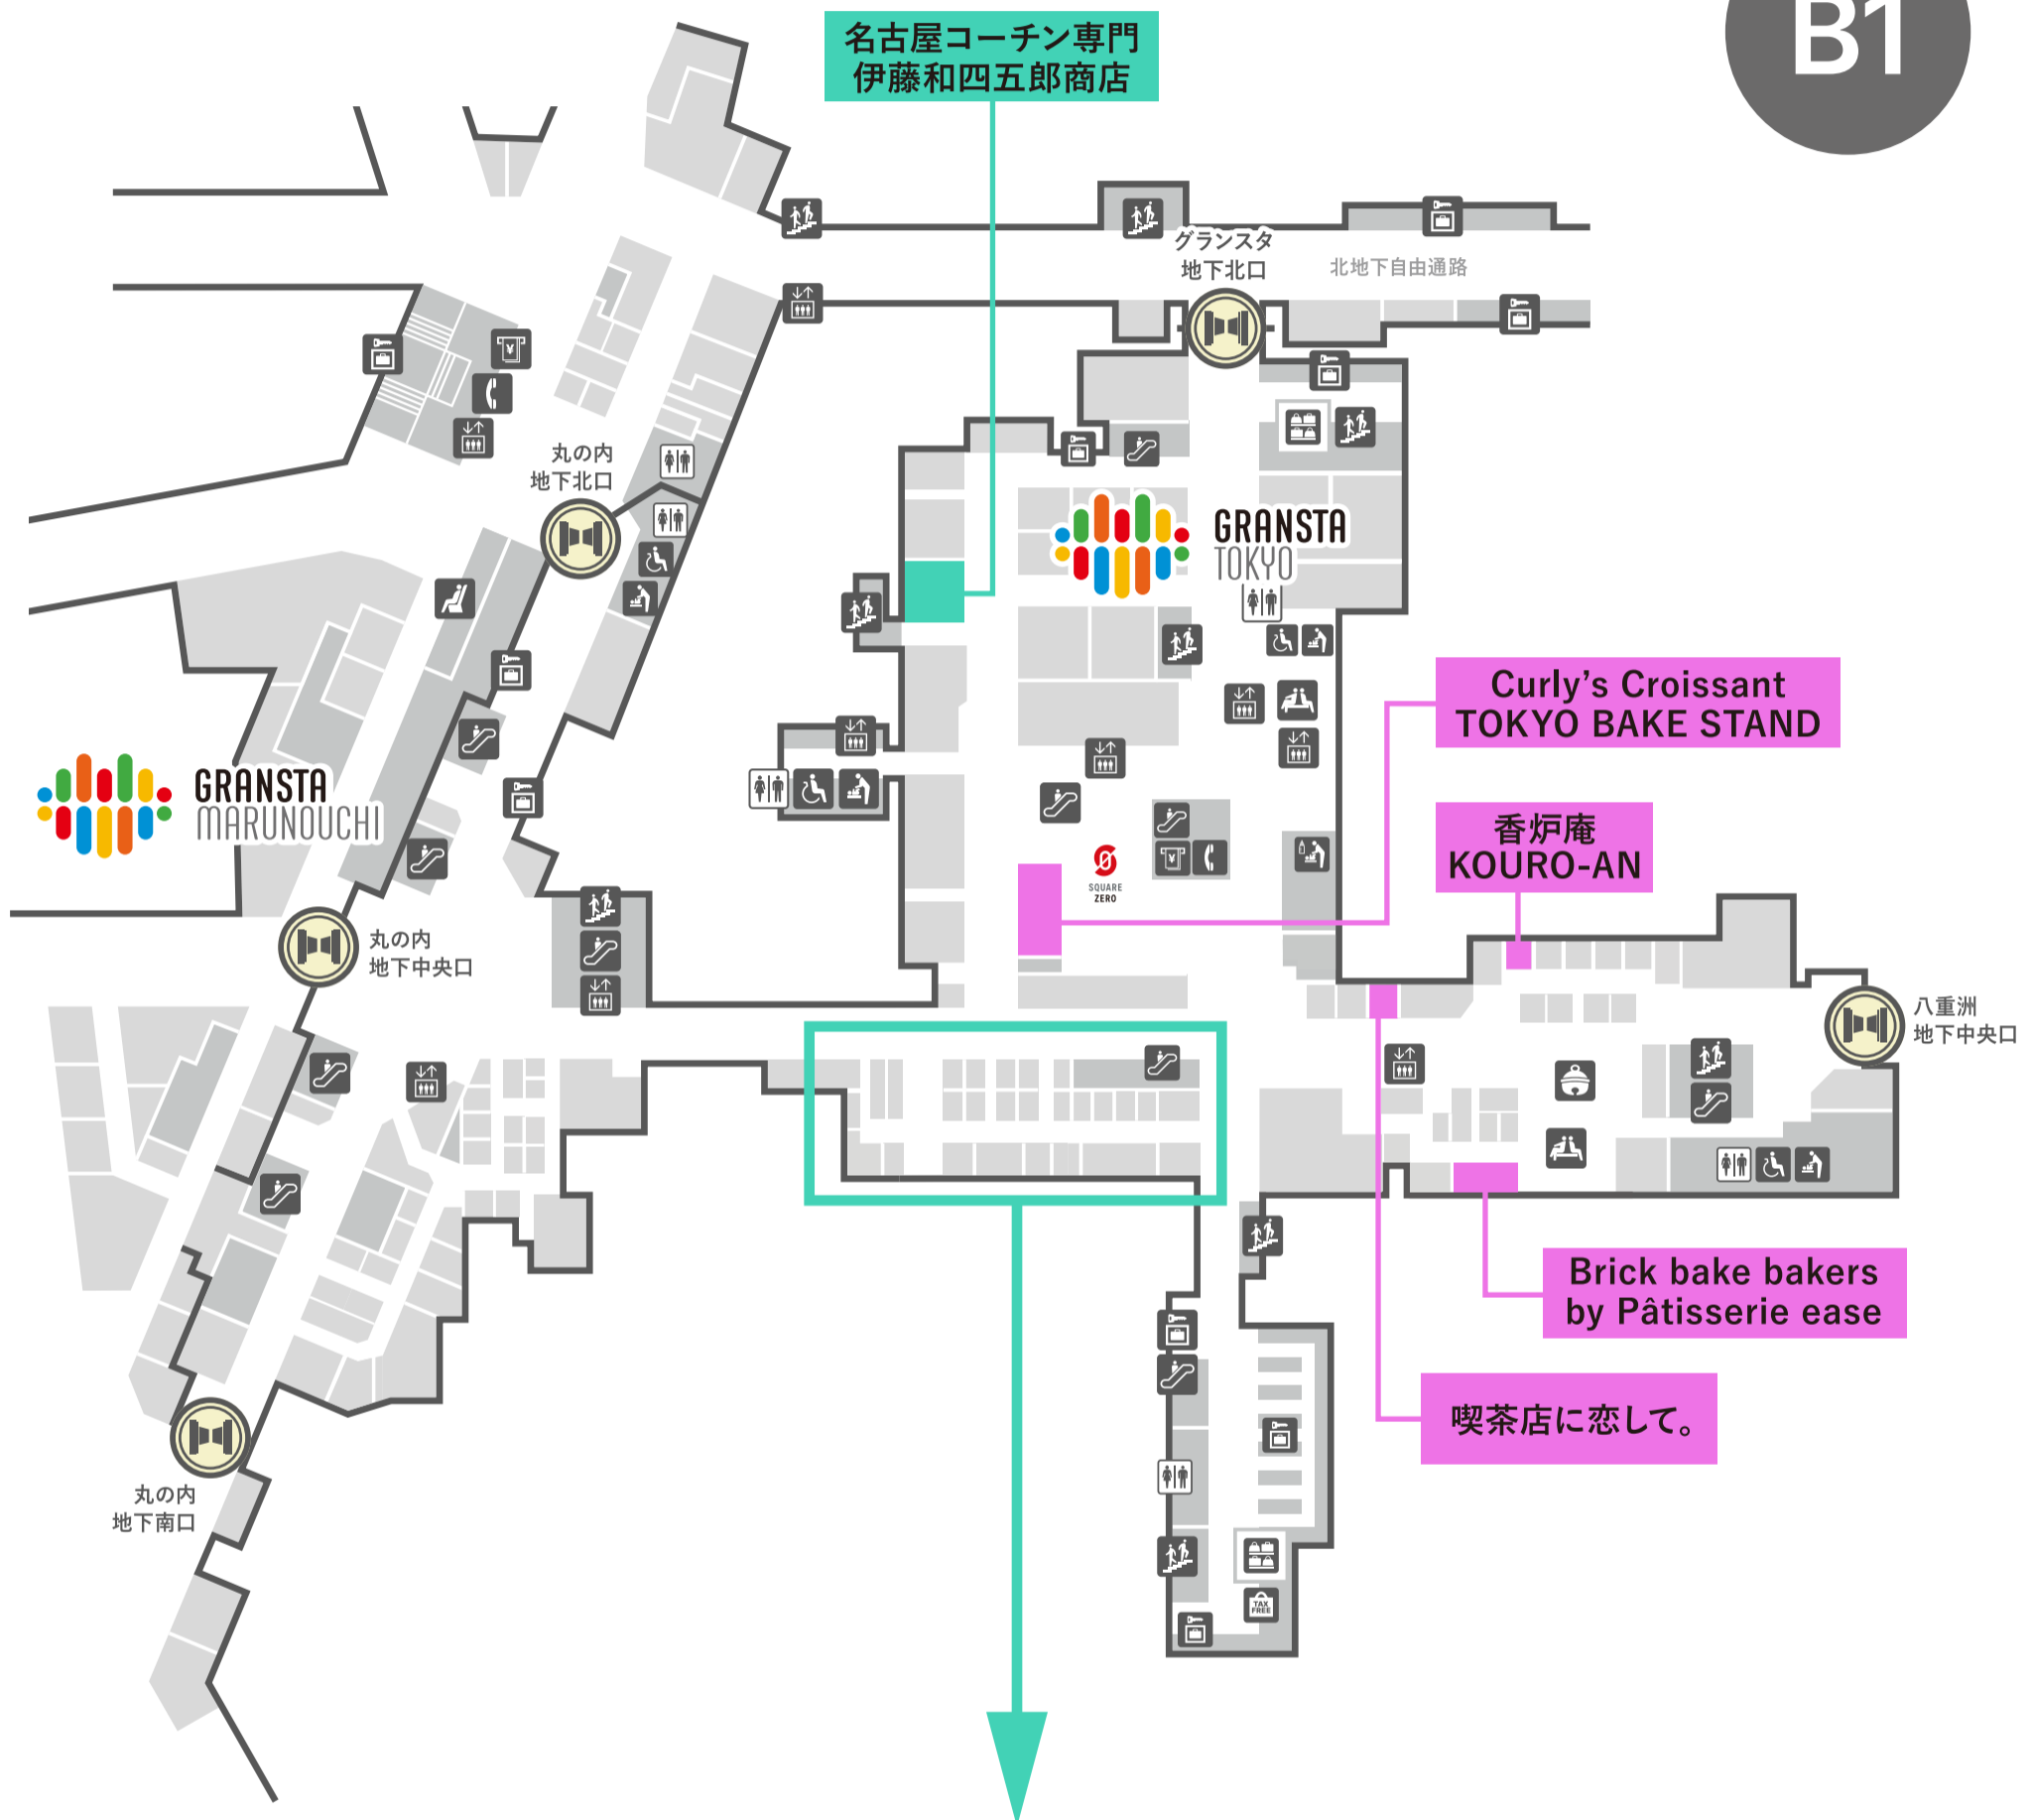 B1
名古屋コーチン専門
伊藤和四五郎商店
グランスタ
地下北口
北地下自由通路
丸の内
地下北口
GRANSTA
TOKYO
Curly's Croissant
TOKYO BAKE STAND
GRANSTA
MARUNOUCHI
香炉庵
KOURO-AN
SQUARE
ZERO
丸の内
地下中央口
八重洲
地下中央口
Brick bake bakers
by Pâtisserie ease
喫茶店に恋して。
丸の内
地下南口
TAX
FREE